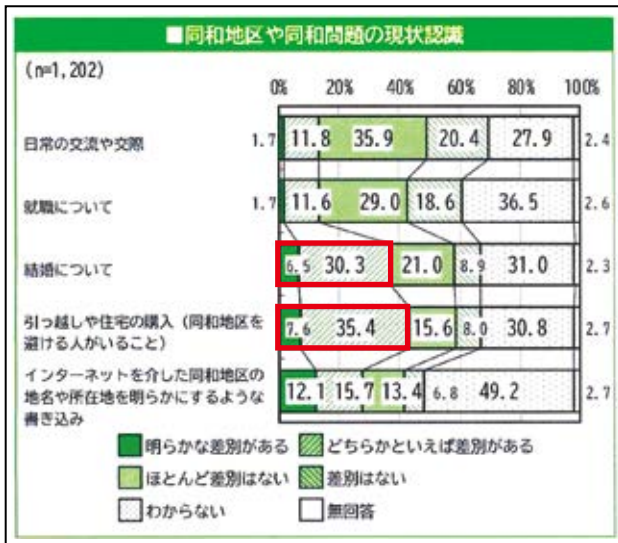 ■同和地区や同和問題の現状認識
(n=1,202)
0% 20% 40% 60% 80% 100%
日常の交流や交際 1.7 11.8 35.9 20.4 27.9 2.4
就職について 1.7 11.6 29.0 18.6 36.5 2.6
結婚について 6.5 30.3 21.0 8.9 31.0 2.3
引っ越しや住宅の購入（同和地区を
避ける人がいること） 7.6 35.4 15.6 8.0 30.8 2.7
インターネットを介した同和地区の
地名や所在地を明らかにするような
書き込み 12.1 15.7 13.4 6.8 49.2 2.7
明らかな差別がある どちらかといえば差別がある
ほとんど差別はない 差別はない
わからない 無回答